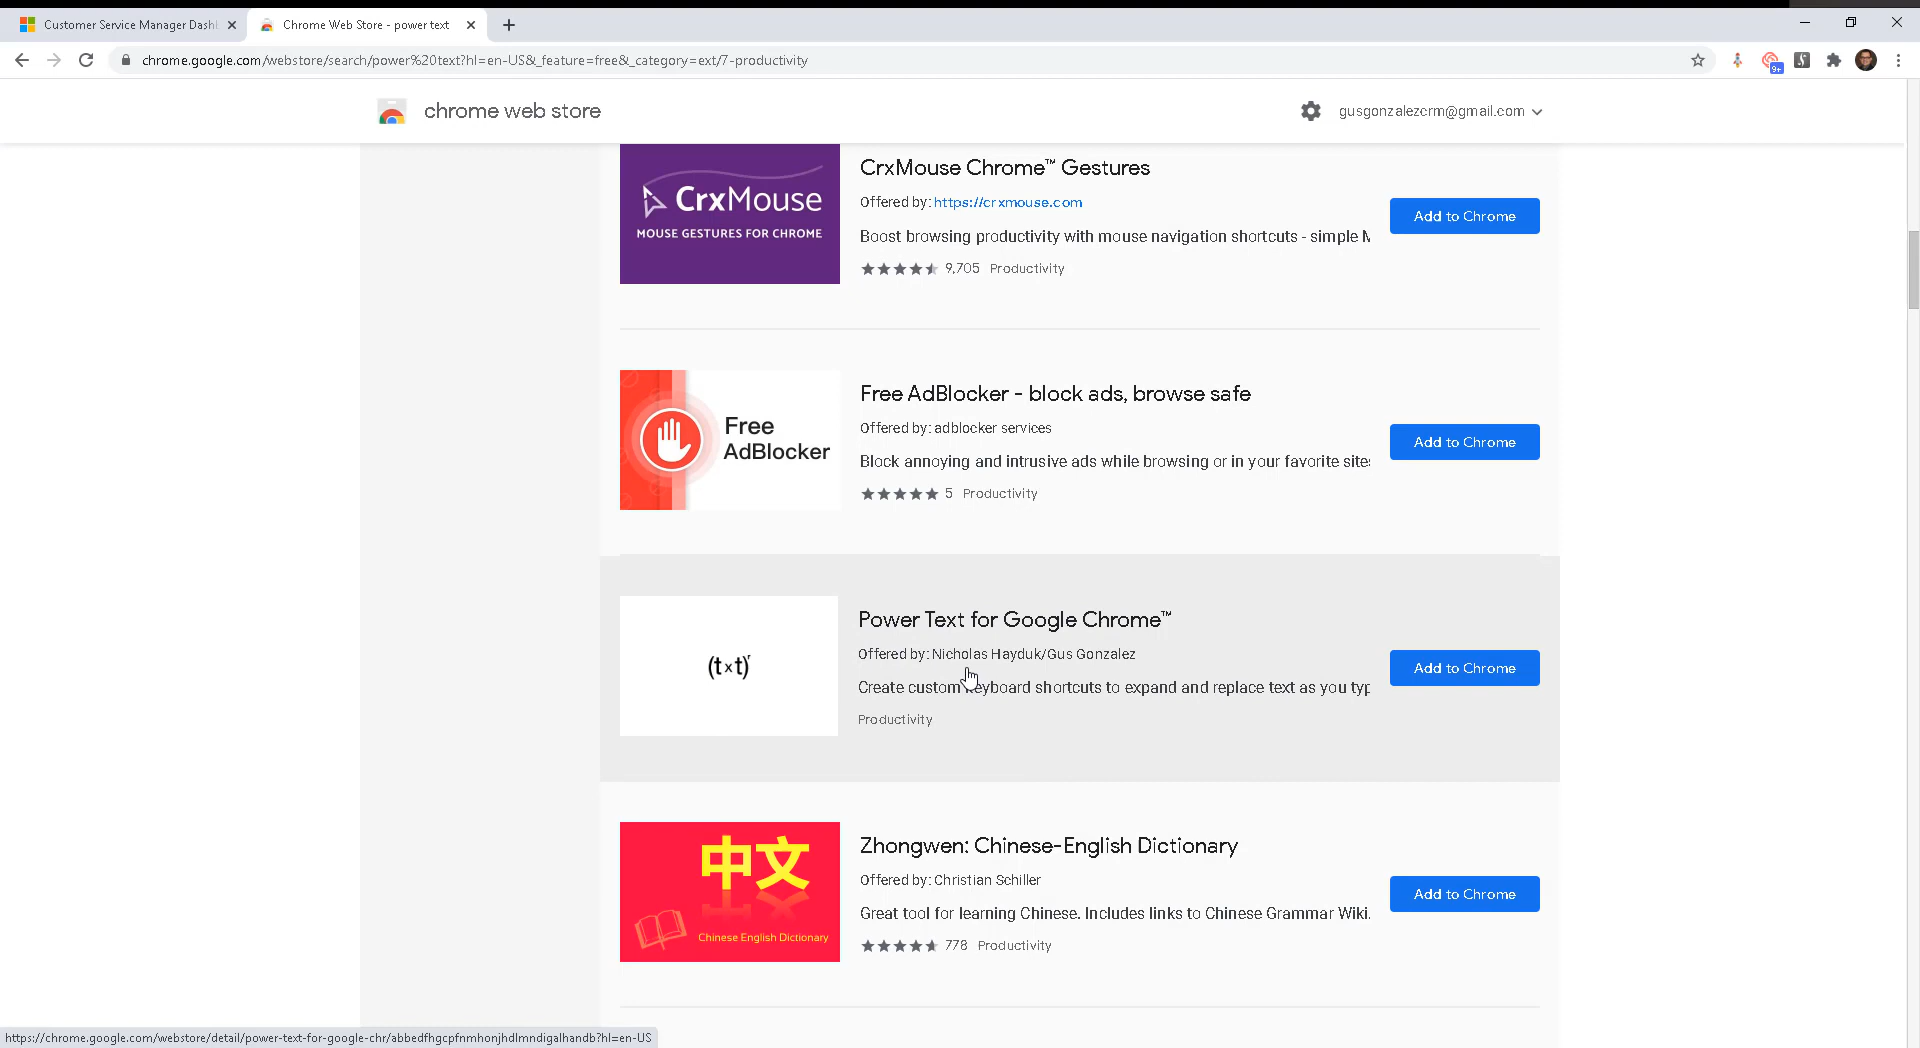 Customer Service Manager Dash
Chrome Web Store - power text
chrome.google.com/webstore/search/power%20text?hl=en-US&_feature=free&_category=ext/7-productivity
9+
chrome web store
gusgonzalezcrm@gmail.com
CrxMouse
MOUSE GESTURES FOR CHROME
CrxMouse Chrome™ Gestures
Offered by: https://crxmouse.com
Boost browsing productivity with mouse navigation shortcuts - simple M
9,705 Productivity
Add to Chrome
Free
AdBlocker
Free AdBlocker - block ads, browse safe
Offered by: adblocker services
Block annoying and intrusive ads while browsing or in your favorite sites
5 Productivity
Add to Chrome
(txt)
Power Text for Google Chrome™
Offered by: Nicholas Hayduk/Gus Gonzalez
Create custom keyboard shortcuts to expand and replace text as you typ
Productivity
Add to Chrome
中文
Chinese English Dictionary
Zhongwen: Chinese-English Dictionary
Offered by: Christian Schiller
Great tool for learning Chinese. Includes links to Chinese Grammar Wiki.
778 Productivity
Add to Chrome
https://chrome.google.com/webstore/detail/power-text-for-google-chr/abbedfhgcpfnmhonjhdlmndigalhandb?hl=en-US